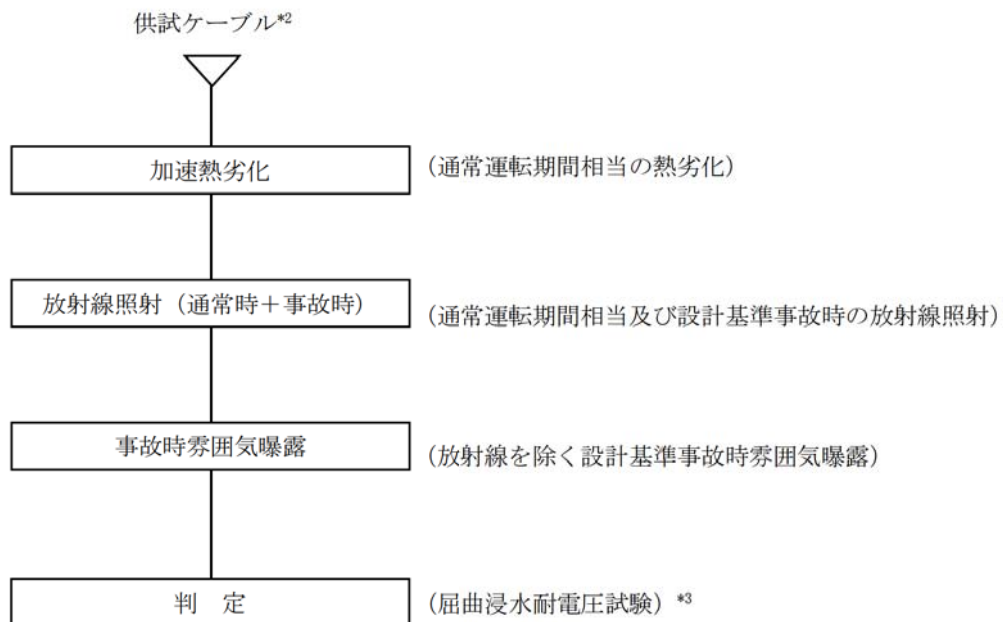 供試ケーブル*2
加速熱劣化
(通常運転期間相当の熱劣化)
放射線照射(通常時+事故時)
(通常運転期間相当及び設計基準事故時の放射線照射)
事故時雰囲気曝露
(放射線を除く設計基準事故時雰囲気曝露)
判 定
(屈曲浸水耐電圧試験)*3